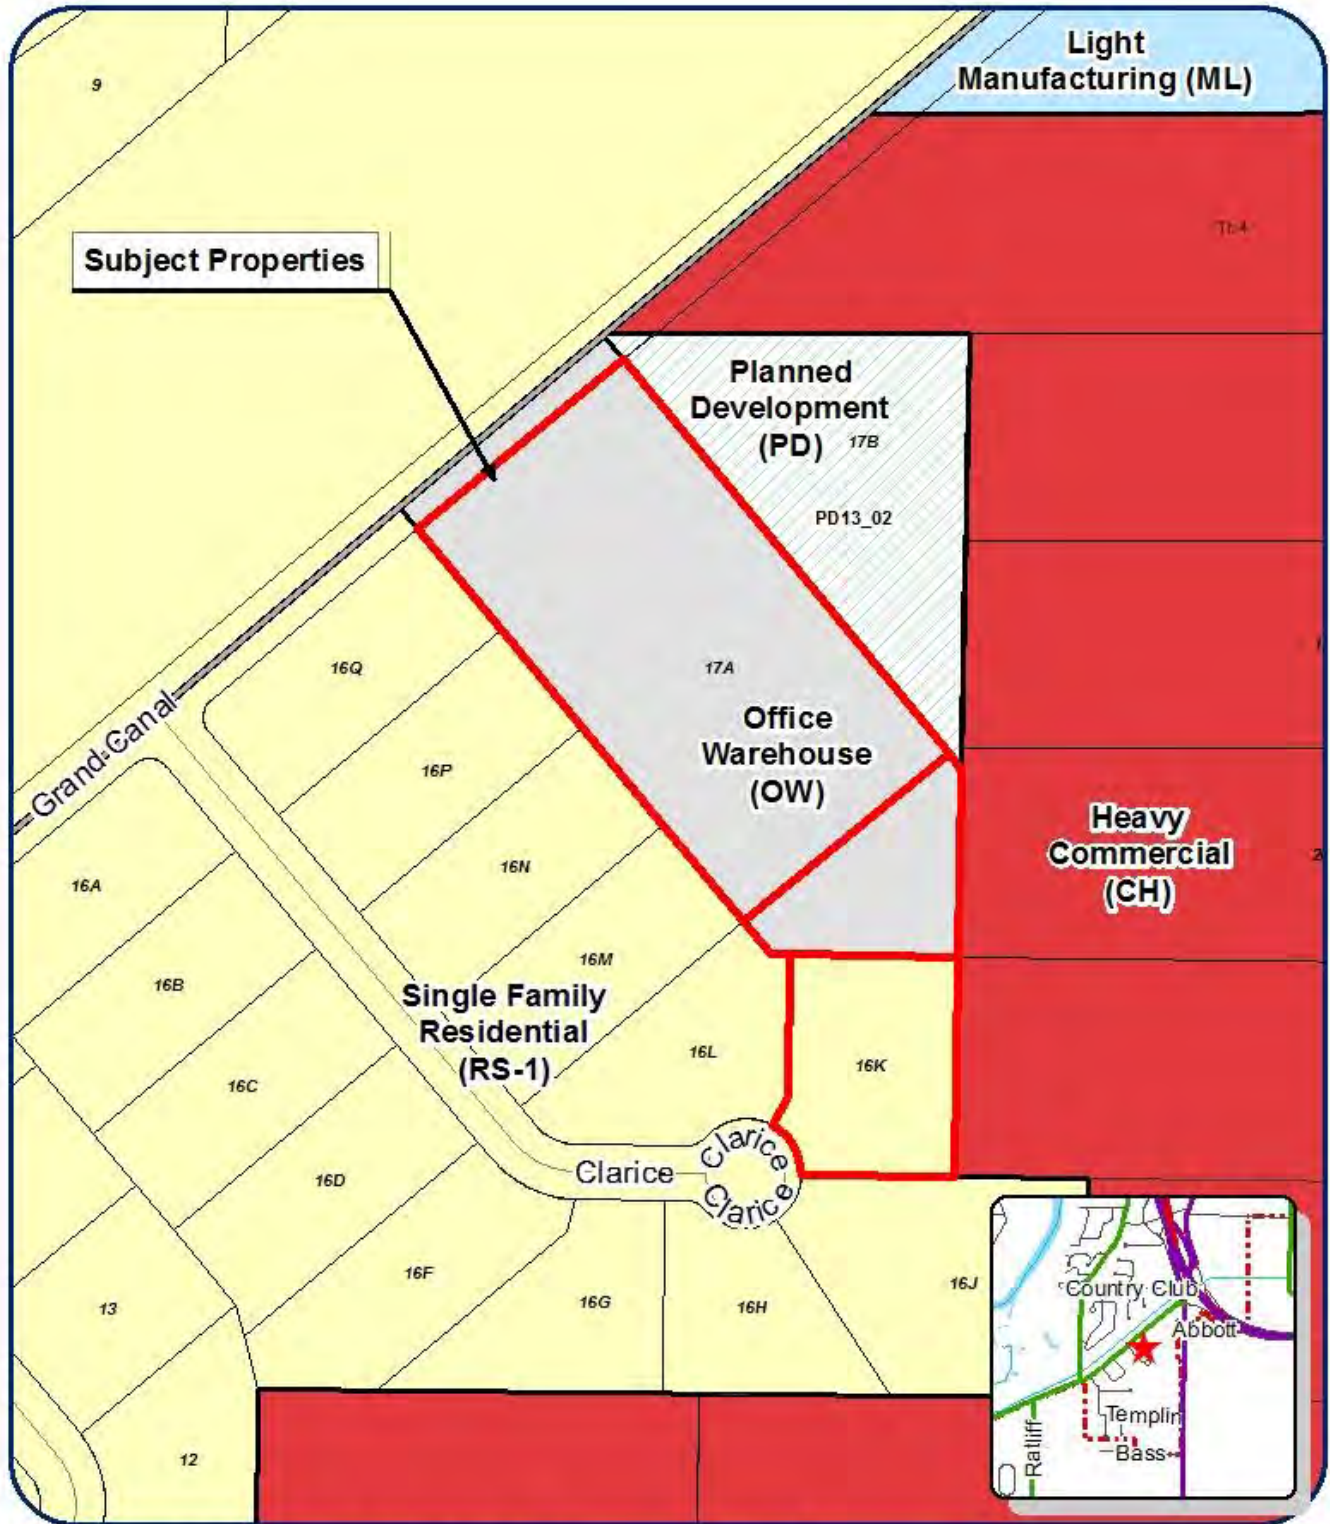 Light
Manufacturing (ML)
9
Subject Properties
Planned
Development
(PD)
17B
PD13_02
16Q
17A
Office
Warehouse
(OW)
Grand Canal
16P
Heavy
Commercial
(CH)
16N
16A
16M
16B
Single Family
Residential
(RS-1)
16L
16K
16C
Clarice
Clarice
Clarice
16D
16F
16G
16H
16J
13
12
Country Club
Abbott
Templin
Bass
Ratliff